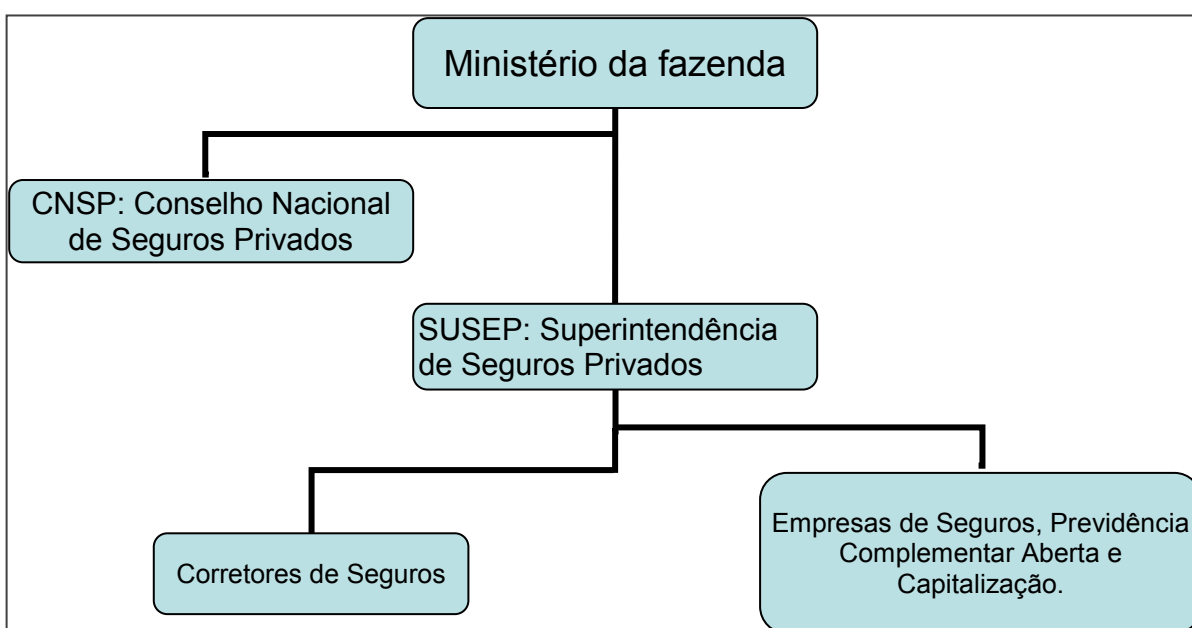 Ministério da fazenda
CNSP: Conselho Nacional
de Seguros Privados
SUSEP: Superintendência
de Seguros Privados
Corretores de Seguros
Empresas de Seguros, Previdência
Complementar Aberta e
Capitalização.